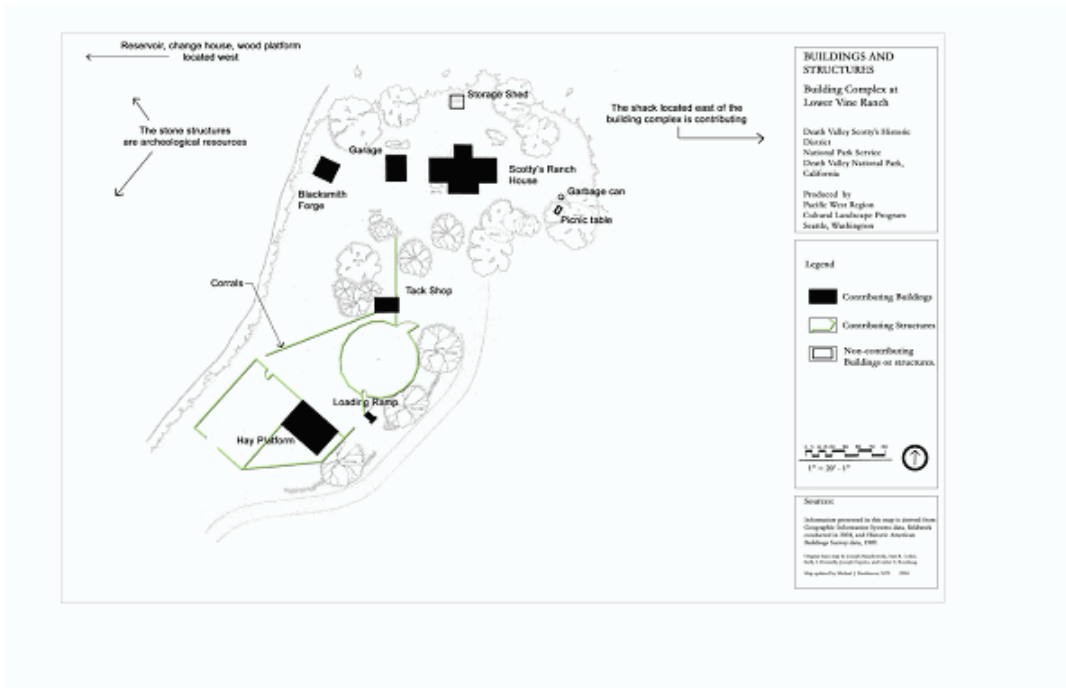 Reservoir, change house, wood platform
located west
Storage Shed
The shack located east of the
building complex is contributing
The stone structures
are archeological resources
Garage
Scotty's Ranch
House
Blacksmith
Forge
Garbage can
Picnic table
Corrals
Tack Shop
Loading Ramp
Hay Platform
BUILDINGS AND
STRUCTURES
Building Complex at
Lower Vine Ranch
Death Valley Scotty's Historic
District
National Park Service
Death Valley National Park,
California
Produced by
Pacific West Region
Cultural Landscape Program
Seattle, Washington
Legend
Contributing Buildings
Contributing Structures
Non-contributing
Buildings or structures.
1" = 20' - 1"
Sources:
Information presented in this map is derived from
Geographic Information Systems data, fieldwork
conducted in 2004, and Historic American
Buildings Survey data,